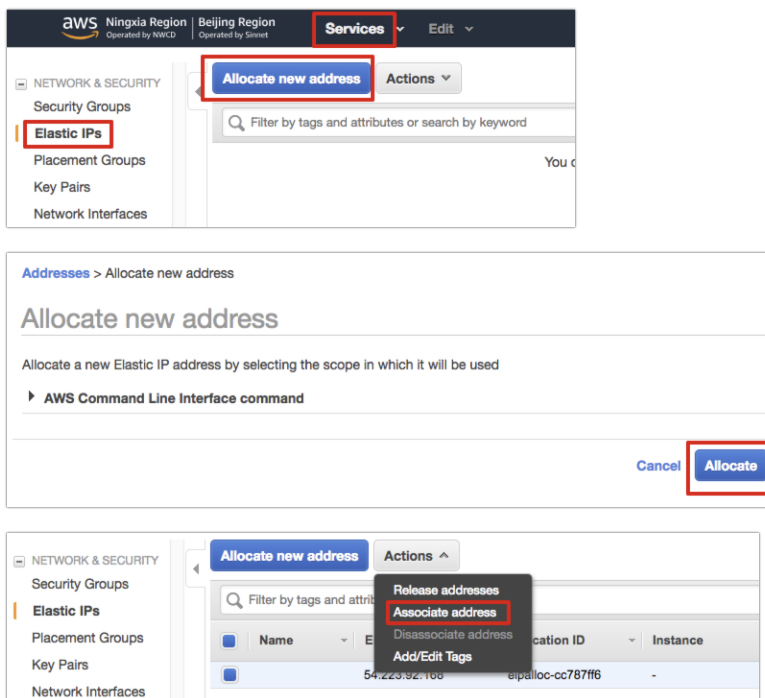 aws Ningxia Region | Beijing Region
Operated by NWCD Operated by Sinnet
Services Edit
NETWORK & SECURITY
Security Groups
Elastic IPs
Placement Groups
Key Pairs
Network Interfaces
Allocate new address Actions
Filter by tags and attributes or search by keyword
You
Addresses > Allocate new address
Allocate new address
Allocate a new Elastic IP address by selecting the scope in which it will be used
AWS Command Line Interface command
Cancel Allocate
NETWORK & SECURITY
Security Groups
Elastic IPs
Placement Groups
Key Pairs
Network Interfaces
Allocate new address Actions
Filter by tags and attrib
Release addresses
Associate address
Disassociate address
Add/Edit Tags
Name E cation ID Instance
54.223.92.168 eipalloc-cc787ff6 -